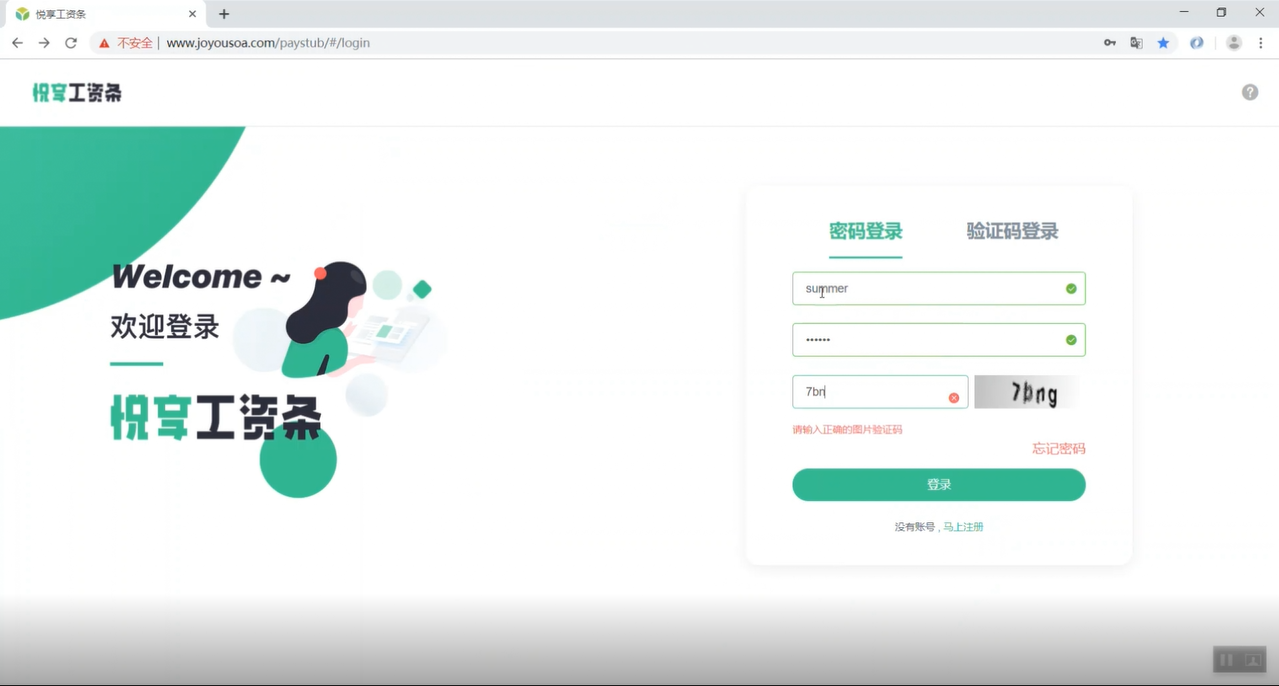 悦享工资条
不安全 | www.joyousoa.com/paystub/#/login
悦享工资条
Welcome ~
欢迎登录
悦享工资条
密码登录 验证码登录
summer
••••••
7bn 7bng
请输入正确的图片验证码
忘记密码
登录
没有账号 , 马上注册